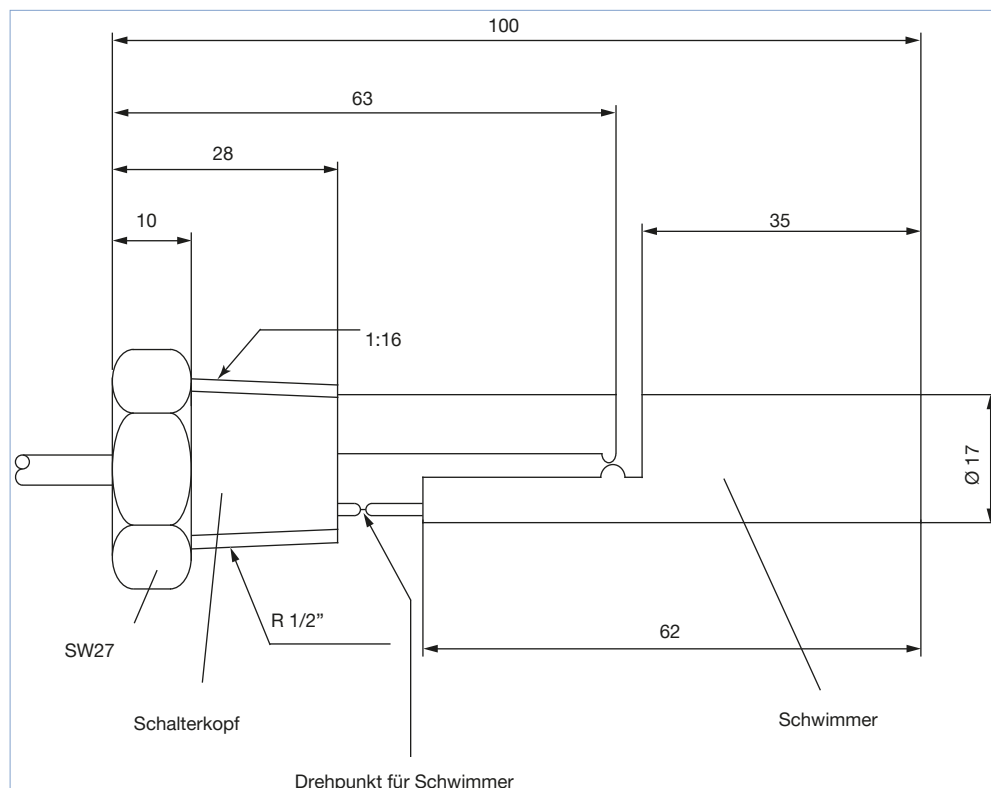 100
63
28
10
35
1:16
Ø 17
R 1/2”
62
SW27
Schalterkopf
Schwimmer
Drehpunkt für Schwimmer